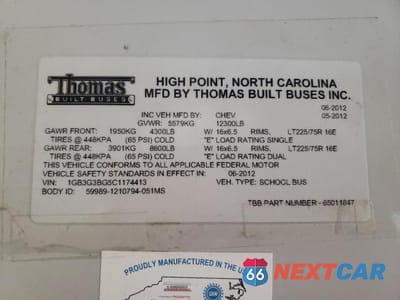 Thomas
BUILT BUSES
HIGH POINT, NORTH CAROLINA
MFD BY THOMAS BUILT BUSES INC.
06-2012
INC VEH MFD BY: CHEV 05-2012
GVWR: 5579KG 12300LB
GAWR FRONT: 1950KG 4300LB W/ 16x6.5 RIMS, LT225/75R 16E
TIRES @ 448KPA (65 PSI) COLD "E" LOAD RATING SINGLE
GAWR REAR: 3901KG 8600LB W/ 16x6.5 RIMS, LT225/75R 16E
TIRES @ 448KPA (65 PSI) COLD "E" LOAD RATING DUAL
THIS VEHICLE CONFORMS TO ALL APPLICABLE FEDERAL MOTOR
VEHICLE SAFETY STANDARDS IN EFFECT IN 06-2012
VIN: 1GB3G3BG5C1174413 VEH. TYPE: SCHOOL BUS
BODY ID: 59989-1210794-051MS
TBB PART NUMBER - 65011847
PROUDLY MANUFACTURED IN THE U
66 NEXTCAR